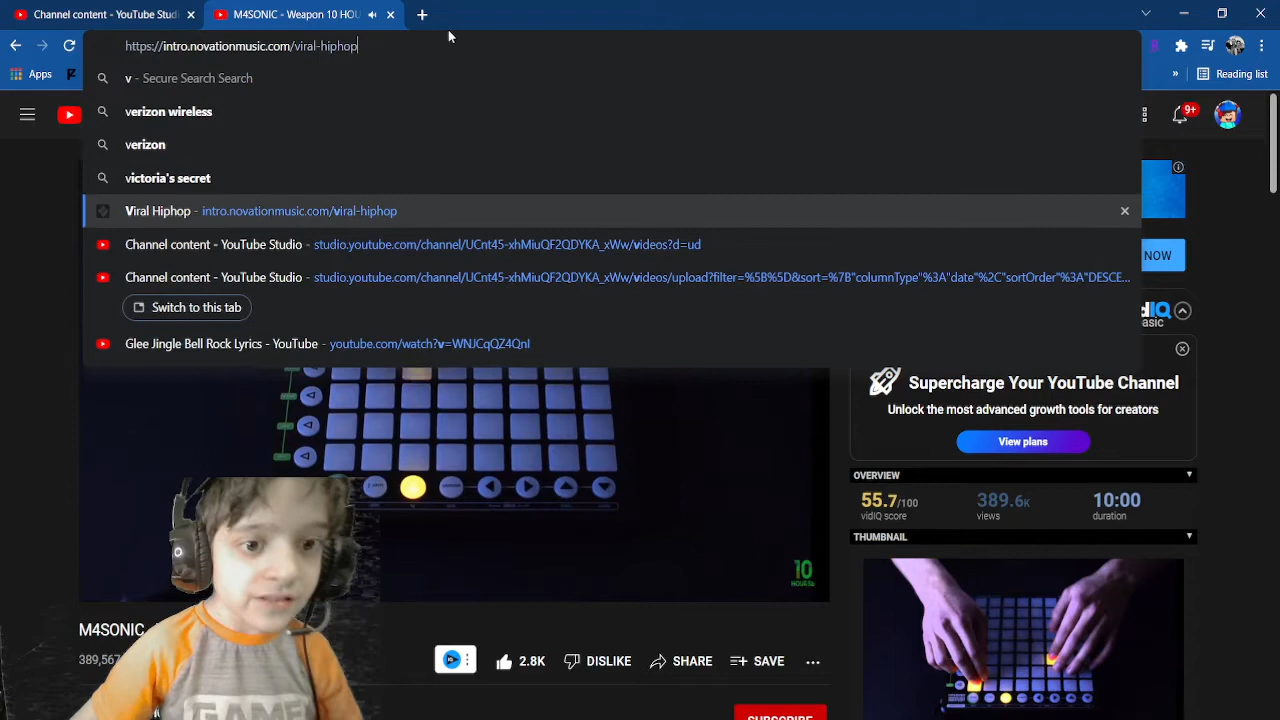 Channel content - YouTube Studi
M4SONIC - Weapon 10 HOU
https://intro.novationmusic.com/viral-hiphop
Apps
Reading list
v - Secure Search Search
verizon wireless
verizon
victoria's secret
Viral Hiphop - intro.novationmusic.com/viral-hiphop
Channel content - YouTube Studio - studio.youtube.com/channel/UCnt45-xhMiuQF2QDYKA_xWw/videos?d=ud
Channel content - YouTube Studio - studio.youtube.com/channel/UCnt45-xhMiuQF2QDYKA_xWw/videos/upload?filter=%5B%5D&sort=%7B"columnType"%3A"date"%2C"sortOrder"%3A"DESCE...
Switch to this tab
Glee Jingle Bell Rock Lyrics - YouTube - youtube.com/watch?v=WNJCqQZ4QnI
9+
NOW
dIQ
asic
Supercharge Your YouTube Channel
Unlock the most advanced growth tools for creators
View plans
OVERVIEW
55.7/100
389.6K
10:00
vidIQ score
views
duration
THUMBNAIL
10
HOURS
M4SONIC
389,567
2.8K
DISLIKE
SHARE
SAVE
SUBSCRIBE
GAME